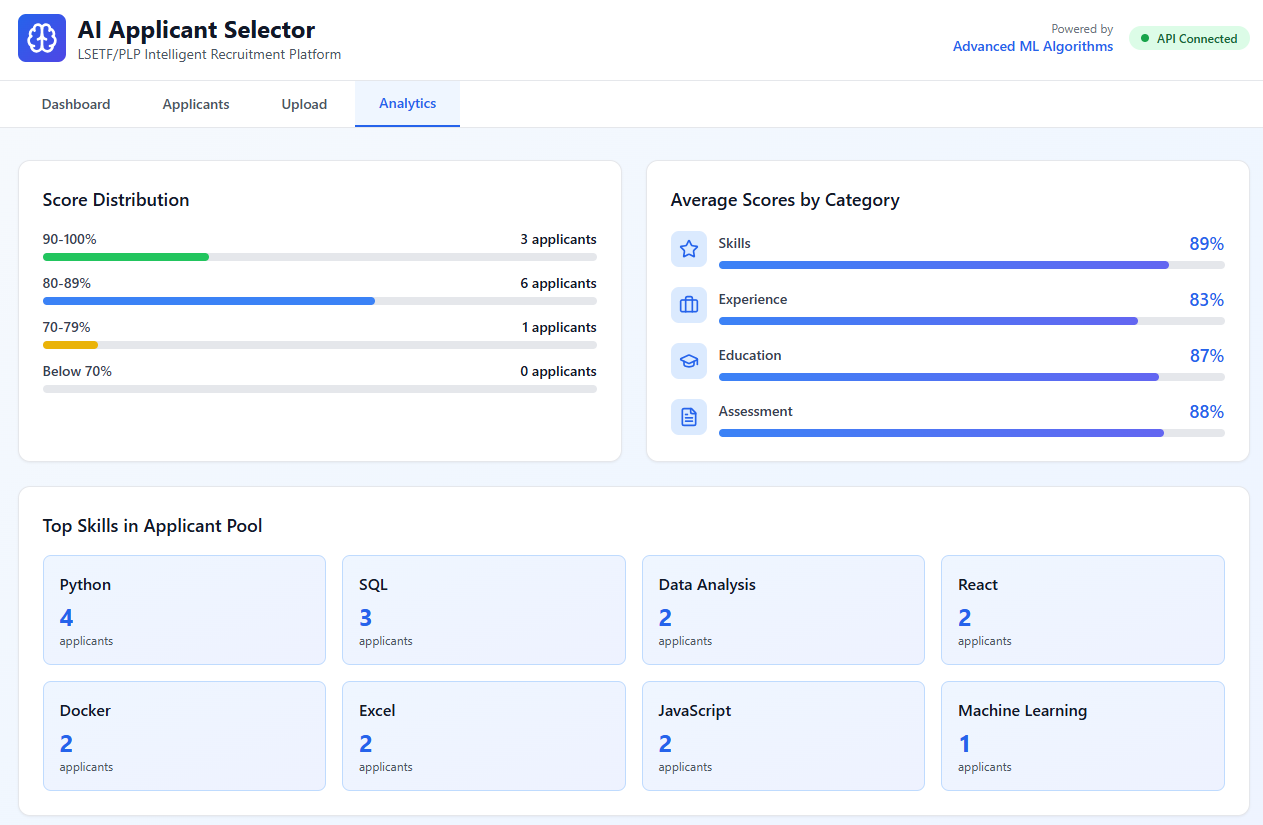 AI Applicant Selector
LSETF/PLP Intelligent Recruitment Platform
Powered by
Advanced ML Algorithms
API Connected
Dashboard
Applicants
Upload
Analytics
Score Distribution
90-100%
3 applicants
80-89%
6 applicants
70-79%
1 applicants
Below 70%
0 applicants
Average Scores by Category
Skills
89%
Experience
83%
Education
87%
Assessment
88%
Top Skills in Applicant Pool
Python
4
applicants
SQL
3
applicants
Data Analysis
2
applicants
React
2
applicants
Docker
2
applicants
Excel
2
applicants
JavaScript
2
applicants
Machine Learning
1
applicants